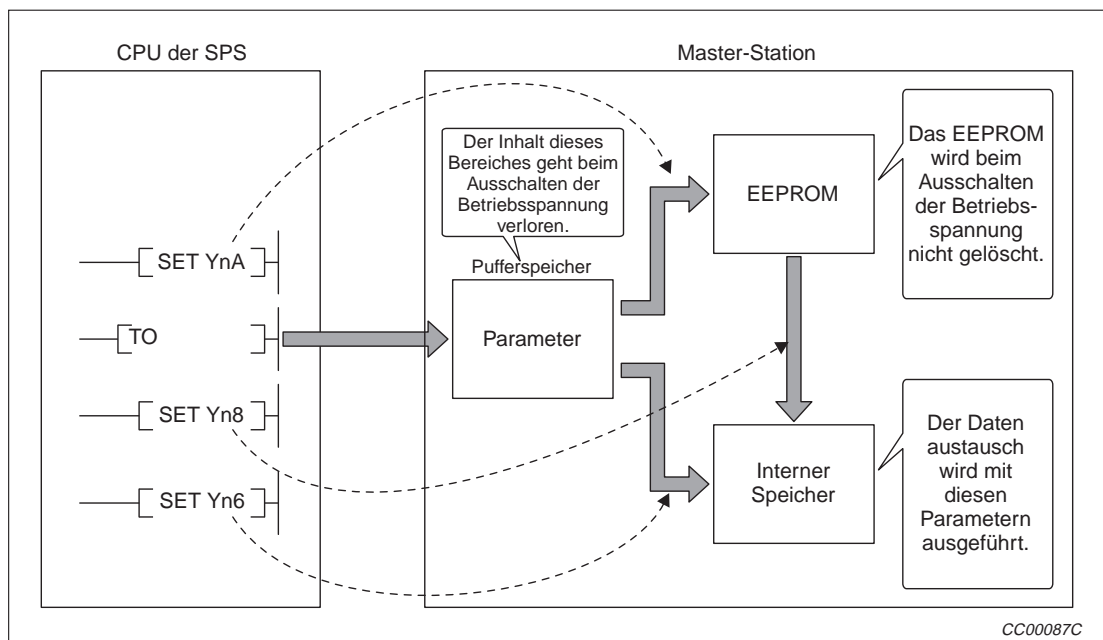 CPU der SPS
Master-Station
Der Inhalt dieses
Bereiches geht beim
Ausschalten der
Betriebsspannung
verloren.
Pufferspeicher
Parameter
EEPROM
Das EEPROM
wird beim
Ausschalten
der Betriebs-
spannung
nicht gelöscht.
SET YnA
TO
SET Yn8
SET Yn6
Interner
Speicher
Der Daten
austausch
wird mit
diesen
Parametern
ausgeführt.
CC00087C